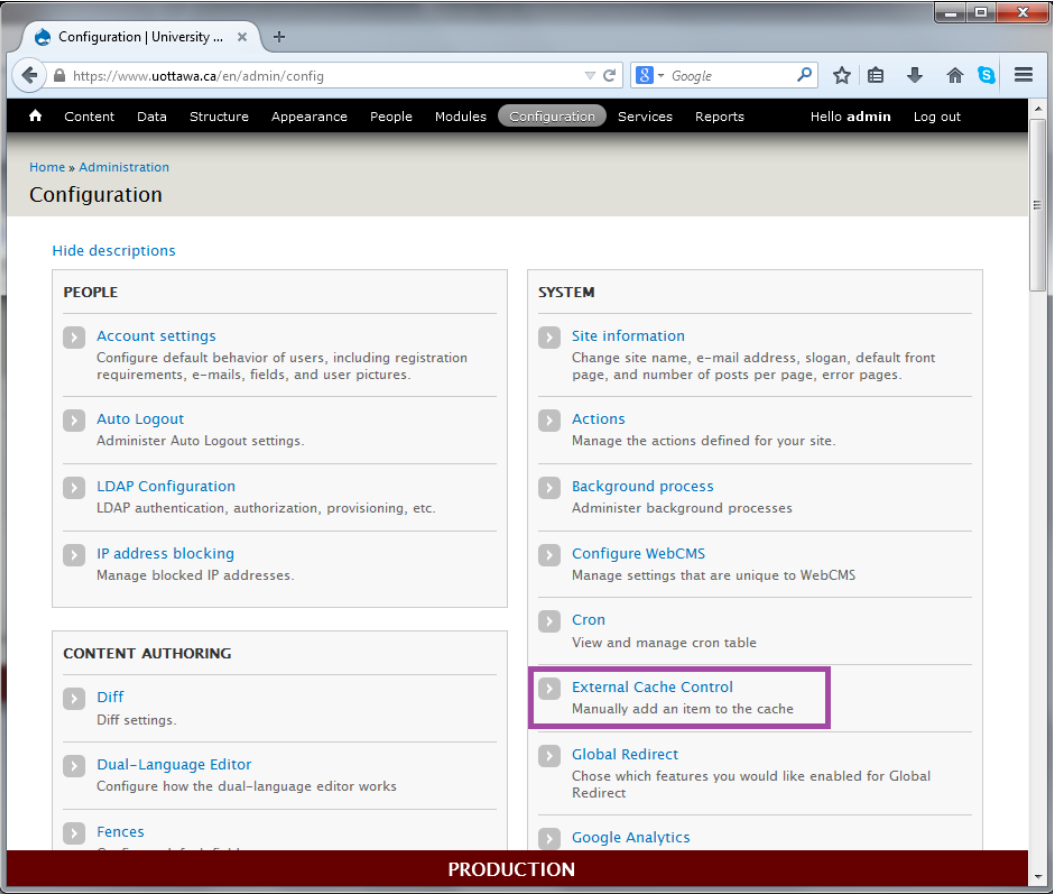 Configuration | University ...
https://www.uottawa.ca/en/admin/config
Google
Content Data Structure Appearance People Modules Configuration Services Reports Hello admin Log out
Home » Administration
Configuration
Hide descriptions
PEOPLE
Account settings
Configure default behavior of users, including registration
requirements, e-mails, fields, and user pictures.
Auto Logout
Administer Auto Logout settings.
LDAP Configuration
LDAP authentication, authorization, provisioning, etc.
IP address blocking
Manage blocked IP addresses.
CONTENT AUTHORING
Diff
Diff settings.
Dual-Language Editor
Configure how the dual-language editor works
Fences
SYSTEM
Site information
Change site name, e-mail address, slogan, default front
page, and number of posts per page, error pages.
Actions
Manage the actions defined for your site.
Background process
Administer background processes
Configure WebCMS
Manage settings that are unique to WebCMS
Cron
View and manage cron table
External Cache Control
Manually add an item to the cache
Global Redirect
Chose which features you would like enabled for Global
Redirect
Google Analytics
PRODUCTION